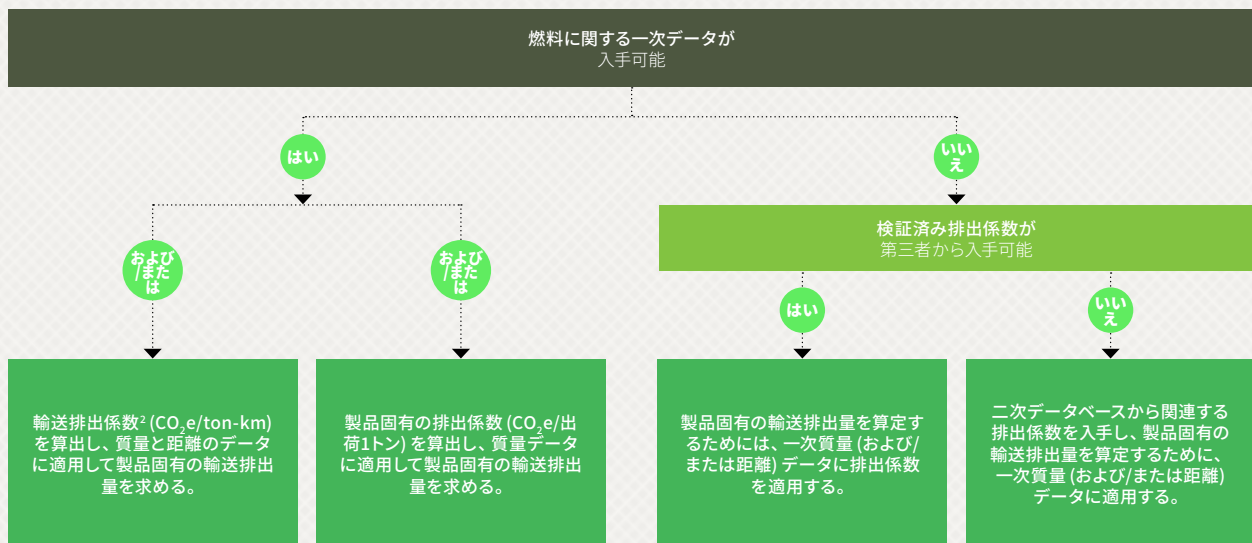 燃料に関する一次データが
入手可能
はい
いい
え
および
/また
は
および
/また
は
検証済み排出係数が
第三者から入手可能
はい
いい
え
輸送排出係数² (CO₂e/ton-km)
を算出し、質量と距離のデータ
に適用して製品固有の輸送排出
量を求める。
製品固有の排出係数 (CO₂e/出
荷1トン) を算出し、質量データ
に適用して製品固有の輸送排出
量を求める。
製品固有の輸送排出量を算定す
るためには、一次質量 (および/
または距離) データに排出係数
を適用する。
二次データベースから関連する
排出係数を入手し、製品固有の
輸送排出量を算定するために、
一次質量 (および/または距離)
データに適用する。